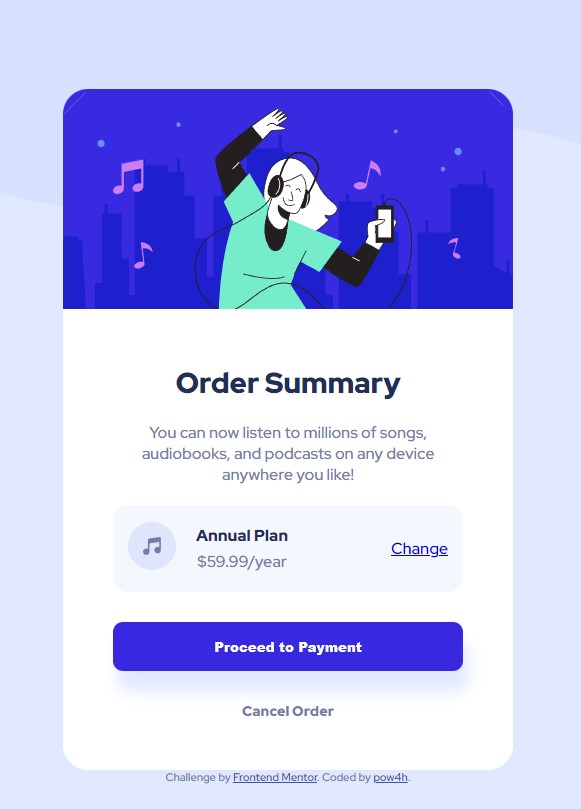 Order Summary
You can now listen to millions of songs,
audiobooks, and podcasts on any device
anywhere you like!
Annual Plan
$59.99/year
Change
Proceed to Payment
Cancel Order
Challenge by Frontend Mentor. Coded by pow4h.